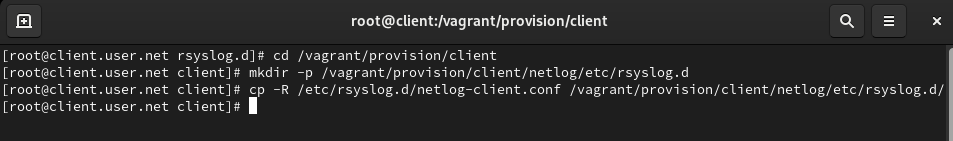 root@client:/vagrant/provision/client
[root@client.user.net rsyslog.d]# cd /vagrant/provision/client
[root@client.user.net client]# mkdir -p /vagrant/provision/client/netlog/etc/rsyslog.d
[root@client.user.net client]# cp -R /etc/rsyslog.d/netlog-client.conf /vagrant/provision/client/netlog/etc/rsyslog.d/
[root@client.user.net client]#